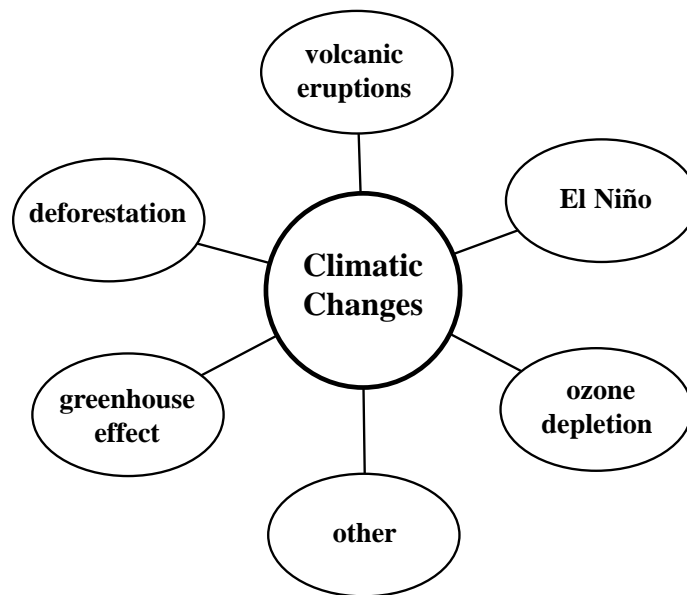 volcanic
eruptions
El Niño
deforestation
Climatic
Changes
greenhouse
effect
ozone
depletion
other